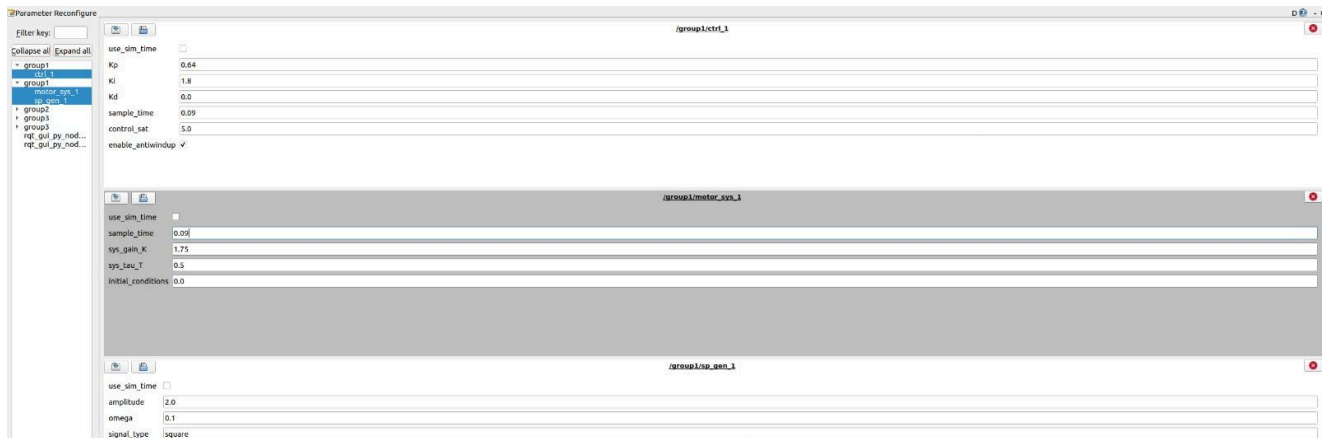 Parameter Reconfigure
D
Filter key:
Collapse all Expand all
group1
ctrl_1
group1
motor_sys_1
sp_gen_1
group2
group3
group3
rqt_gui_py_nod...
rqt_gui_py_nod...
/group1/ctrl_1
use_sim_time
Kp 0.64
Ki 1.8
Kd 0.0
sample_time 0.09
control_sat 5.0
enable_antiwindup
/group1/motor_sys_1
use_sim_time
sample_time 0.09
sys_gain_K 1.75
sys_tau_T 0.5
initial_conditions 0.0
/group1/sp_gen_1
use_sim_time
amplitude 2.0
omega 0.1
signal_type square